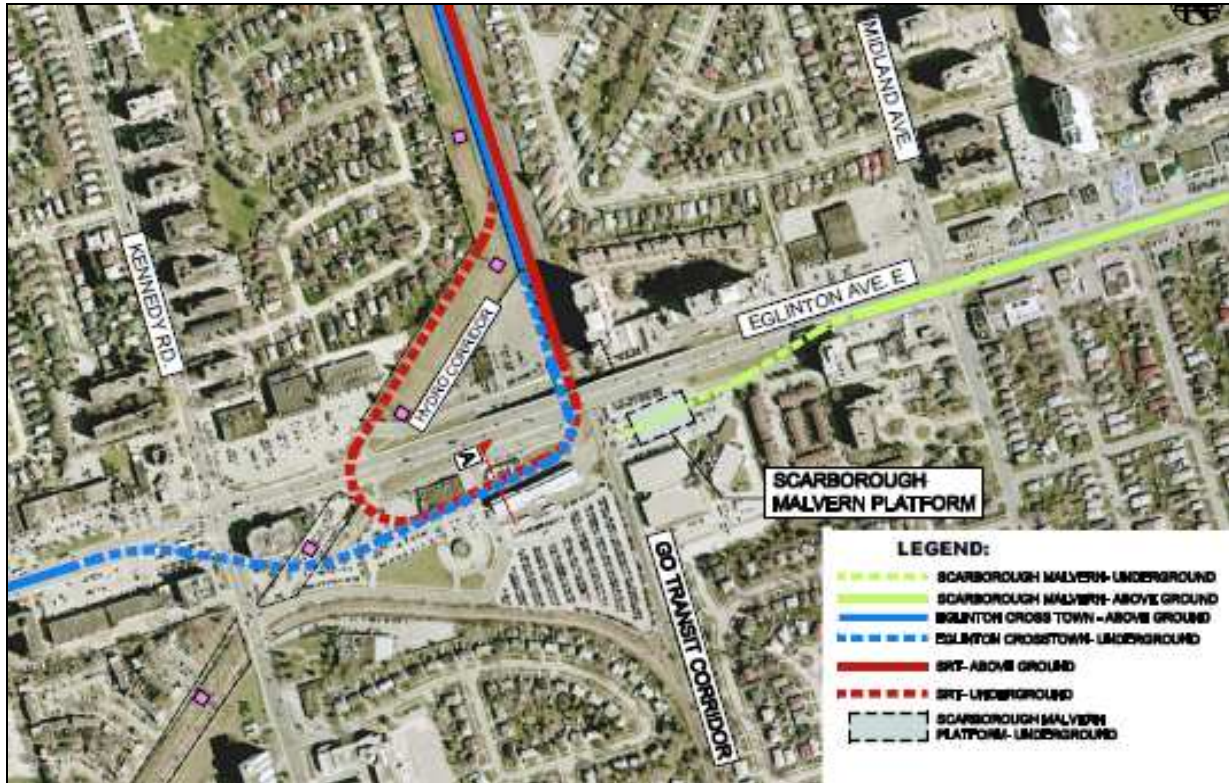 MIDLAND AVE
KENNEDY RD.
EGLINTON AVE. E
HYDRO CORRIDOR
A
SCARBOROUGH
MALVERN PLATFORM
GO TRANSIT CORRIDOR
LEGEND:
SCARBOROUGH MALVERN- UNDERGROUND
SCARBOROUGH MALVERN- ABOVE GROUND
EGLINTON CROSS TOWN - ABOVE GROUND
EGLINTON CROSSTOWN- UNDERGROUND
SRT- ABOVE GROUND
SRT- UNDERGROUND
SCARBOROUGH MALVERN
PLATFORM- UNDERGROUND